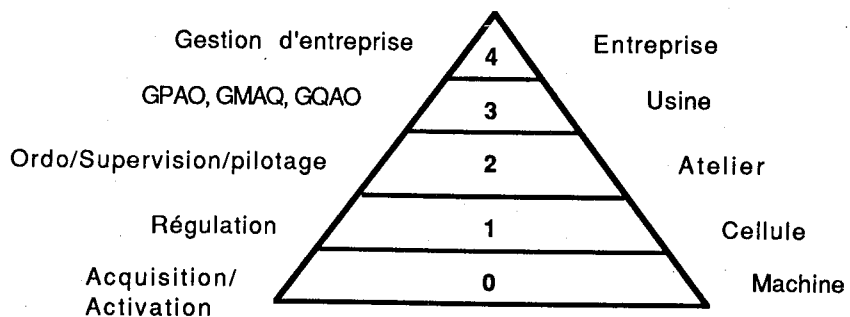 Gestion d'entreprise 4 Entreprise
GPAO, GMAQ, GQAO 3 Usine
Ordo/Supervision/pilotage 2 Atelier
Régulation 1 Cellule
Acquisition/
Activation 0 Machine